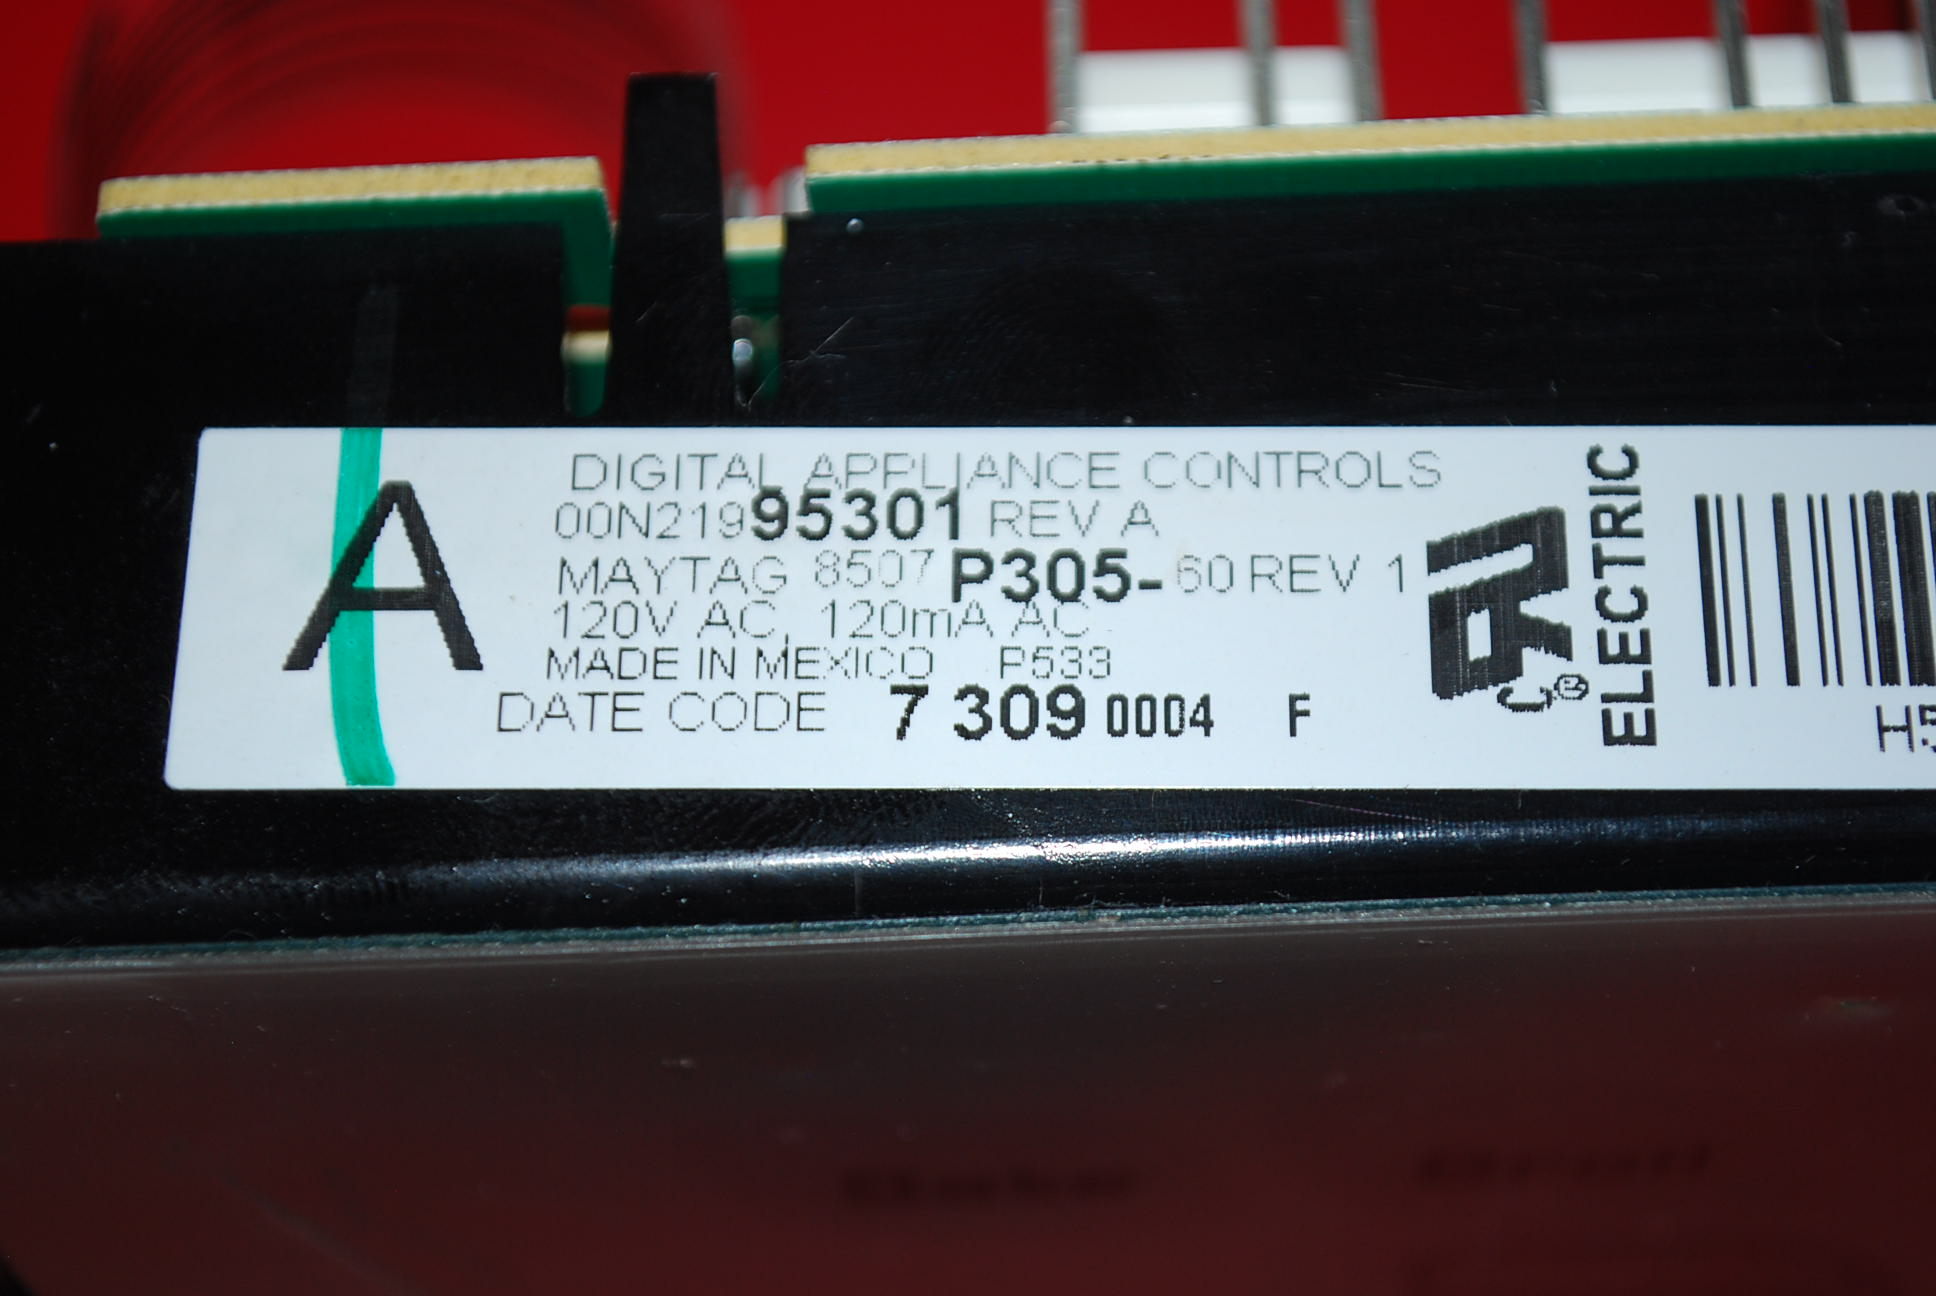 A
DIGITAL APPLIANCE CONTROLS
00N21995301 REV A
MAYTAG 8507P305-60 REV 1
120V AC, 120mA AC
MADE IN MEXICO P533
DATE CODE 7 309 0004 F
ELECTRIC
H5